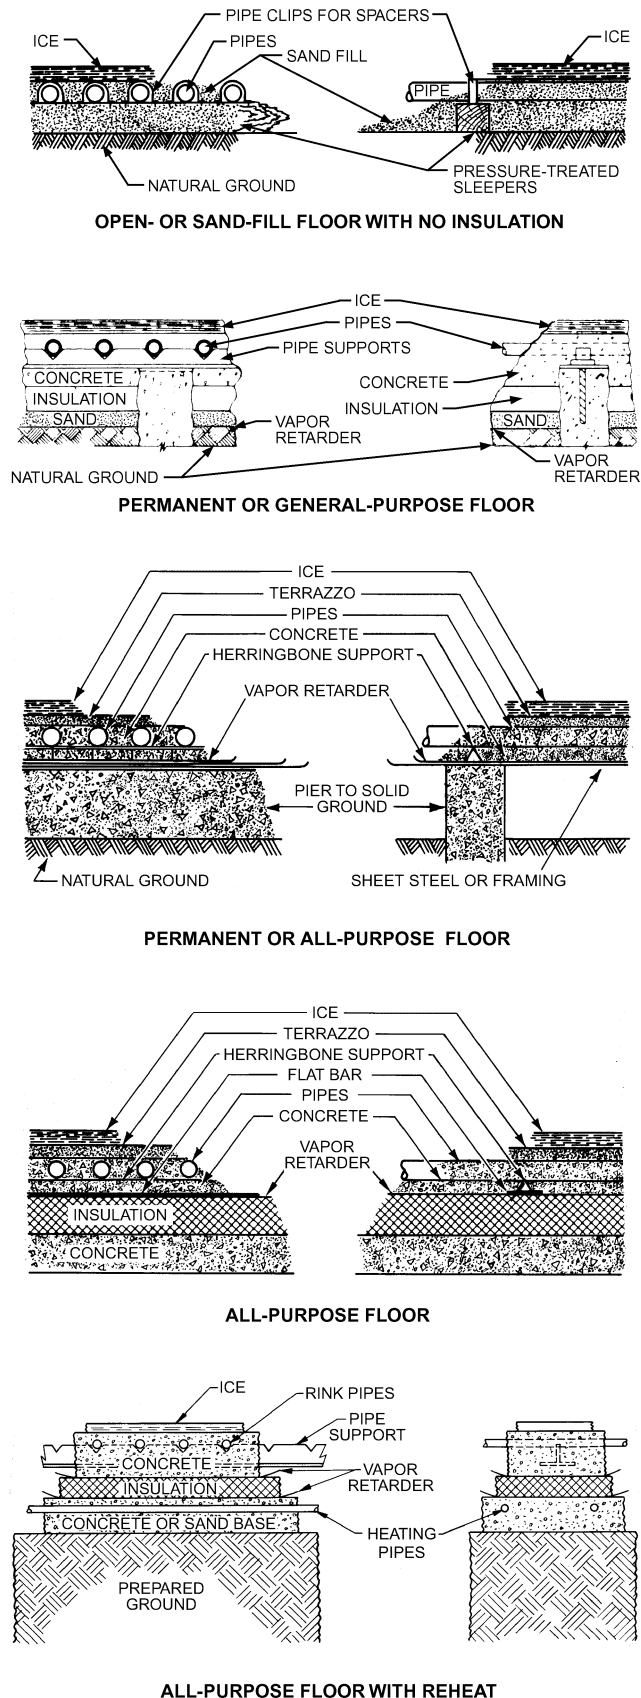 PIPE CLIPS FOR SPACERS
ICE
PIPES
SAND FILL
ICE
PIPE
NATURAL GROUND
PRESSURE-TREATED
SLEEPERS
OPEN- OR SAND-FILL FLOOR WITH NO INSULATION
ICE
PIPES
PIPE SUPPORTS
CONCRETE
CONCRETE
INSULATION
INSULATION
SAND
VAPOR
RETARDER
SAND
VAPOR
RETARDER
NATURAL GROUND
PERMANENT OR GENERAL-PURPOSE FLOOR
ICE
TERRAZZO
PIPES
CONCRETE
HERRINGBONE SUPPORT
VAPOR RETARDER
PIER TO SOLID
GROUND
NATURAL GROUND
SHEET STEEL OR FRAMING
PERMANENT OR ALL-PURPOSE FLOOR
ICE
TERRAZZO
HERRINGBONE SUPPORT
FLAT BAR
PIPES
CONCRETE
VAPOR
RETARDER
INSULATION
CONCRETE
ALL-PURPOSE FLOOR
ICE
RINK PIPES
PIPE
SUPPORT
CONCRETE
VAPOR
RETARDER
INSULATION
CONCRETE OR SAND BASE
HEATING
PIPES
PREPARED
GROUND
ALL-PURPOSE FLOOR WITH REHEAT